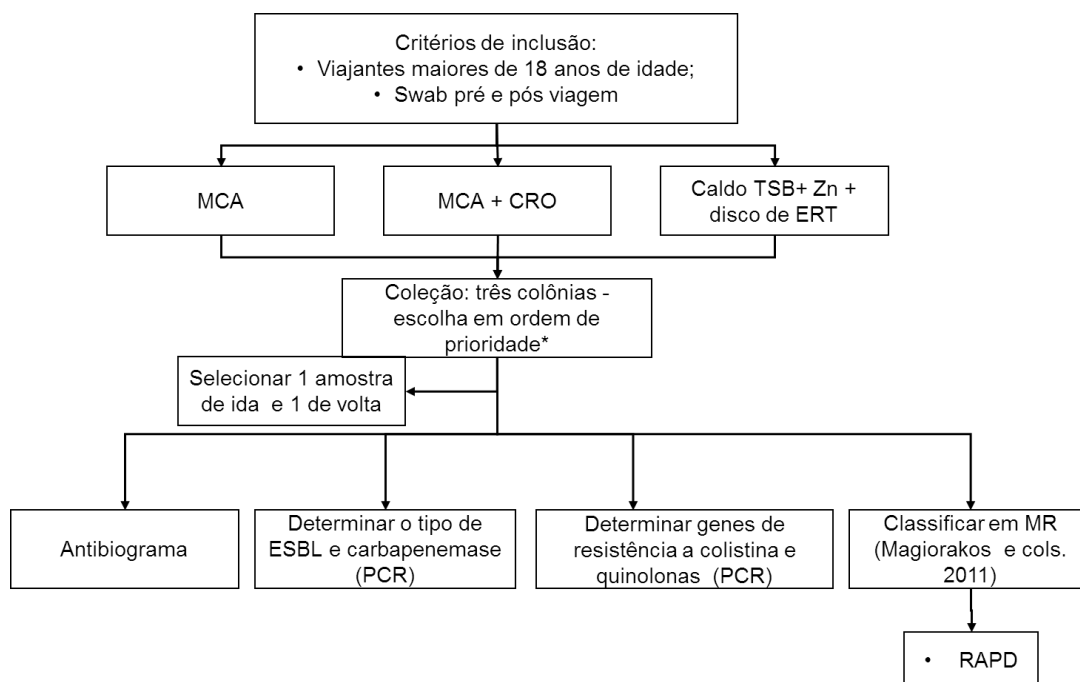 Critérios de inclusão:
• Viajantes maiores de 18 anos de idade;
• Swab pré e pós viagem
MCA
MCA + CRO
Caldo TSB+ Zn +
disco de ERT
Coleção: três colônias -
escolha em ordem de
prioridade*
Selecionar 1 amostra
de ida e 1 de volta
Antibiograma
Determinar o tipo de
ESBL e carbapenemase
(PCR)
Determinar genes de
resistência a colistina e
quinolonas (PCR)
Classificar em MR
(Magiorakos e cols.
2011)
• RAPD